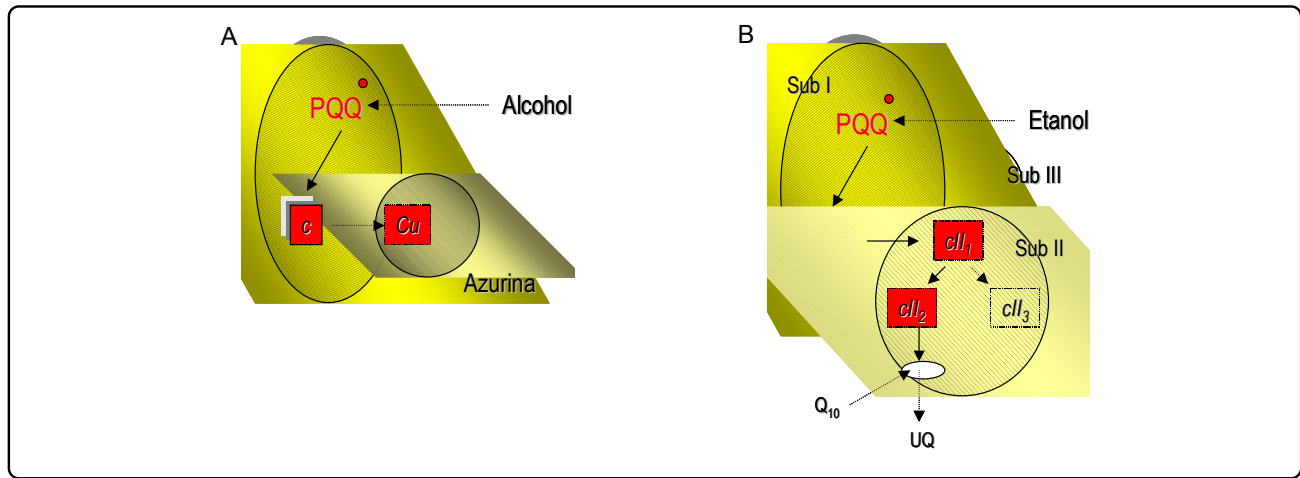 A
PQQ
Alcohol
c
Cu
Azurina
B
Sub I
PQQ
Etanol
Sub III
cII1
Sub II
cII2
cII3
Q10
UQ